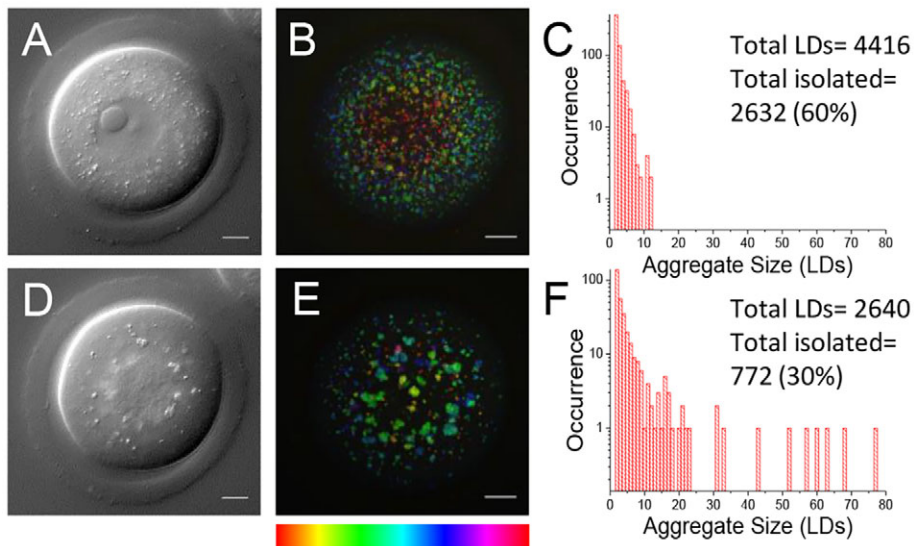 A
B
C
Total LDs= 4416
Total isolated=
2632 (60%)
Occurrence
100
10
1
0 10 20 30 40 50 60 70 80
Aggregate Size (LDs)
D
E
F
Total LDs= 2640
Total isolated=
772 (30%)
Occurrence
100
10
1
0 10 20 30 40 50 60 70 80
Aggregate Size (LDs)